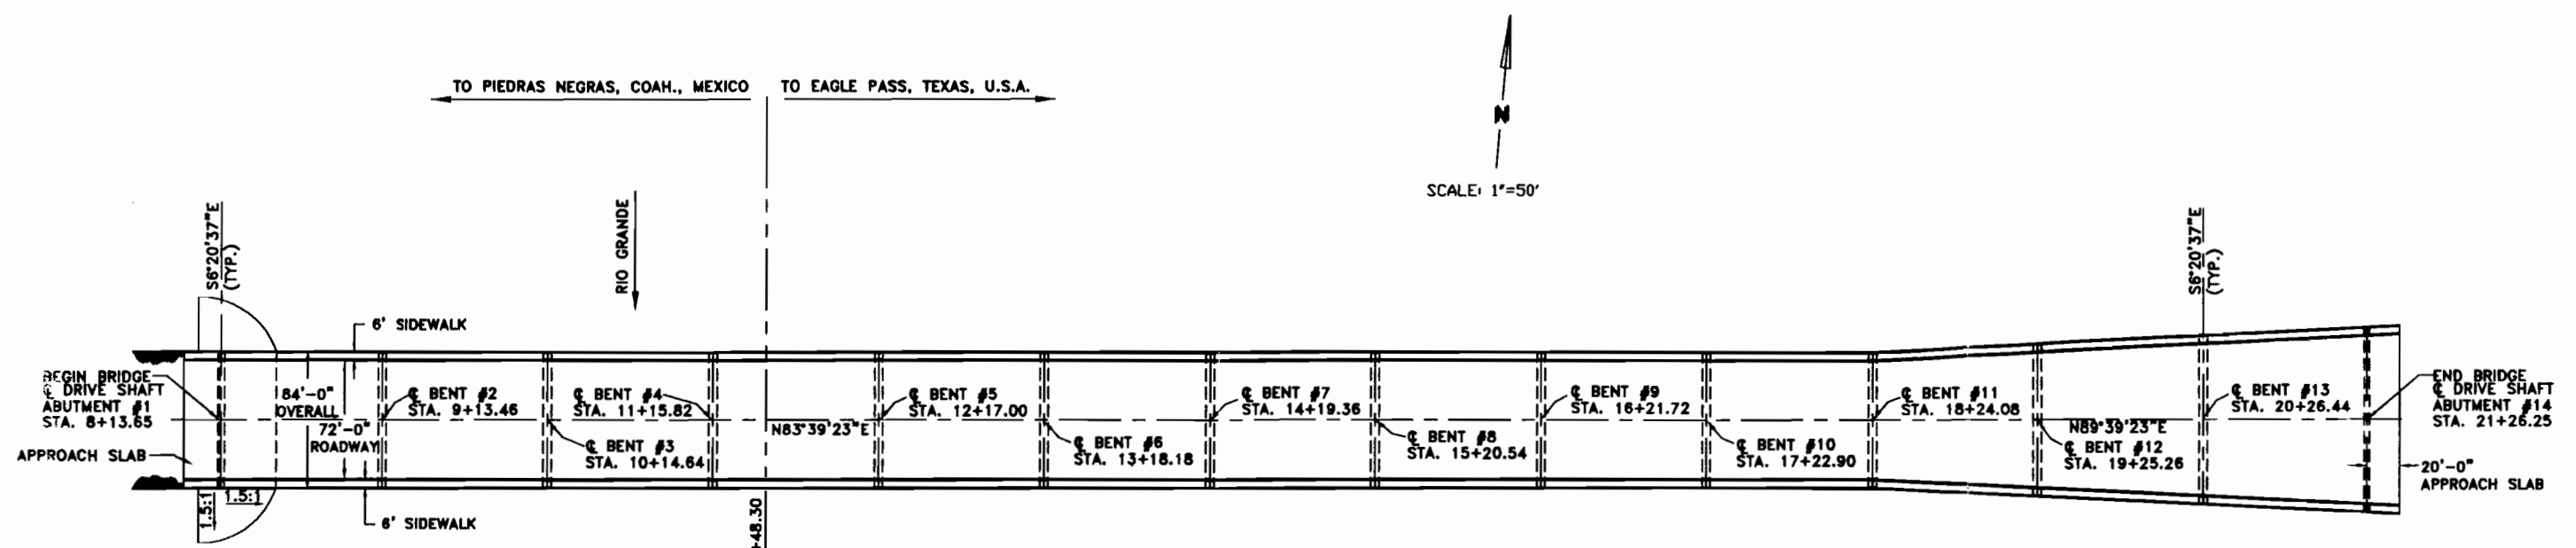 TO PIEDRAS NEGRAS, COAH., MEXICO
TO EAGLE PASS, TEXAS, U.S.A.
N
SCALE: 1"=50'
S6°20'37"E
(TYP.)
RIO GRANDE
S6°20'37"E
(TYP.)
6' SIDEWALK
BEGIN BRIDGE
℄ DRIVE SHAFT
ABUTMENT #1
STA. 8+13.65
APPROACH SLAB
84'-0"
OVERALL
72'-0"
ROADWAY
℄ BENT #2
STA. 9+13.46
℄ BENT #3
STA. 10+14.64
℄ BENT #4
STA. 11+15.82
N83°39'23"E
℄ BENT #5
STA. 12+17.00
℄ BENT #6
STA. 13+18.18
℄ BENT #7
STA. 14+19.36
℄ BENT #8
STA. 15+20.54
℄ BENT #9
STA. 16+21.72
℄ BENT #10
STA. 17+22.90
℄ BENT #11
STA. 18+24.08
N89°39'23"E
℄ BENT #12
STA. 19+25.26
℄ BENT #13
STA. 20+26.44
END BRIDGE
℄ DRIVE SHAFT
ABUTMENT #14
STA. 21+26.25
20'-0"
APPROACH SLAB
1.5:1
1.5:1
6' SIDEWALK
+48.30